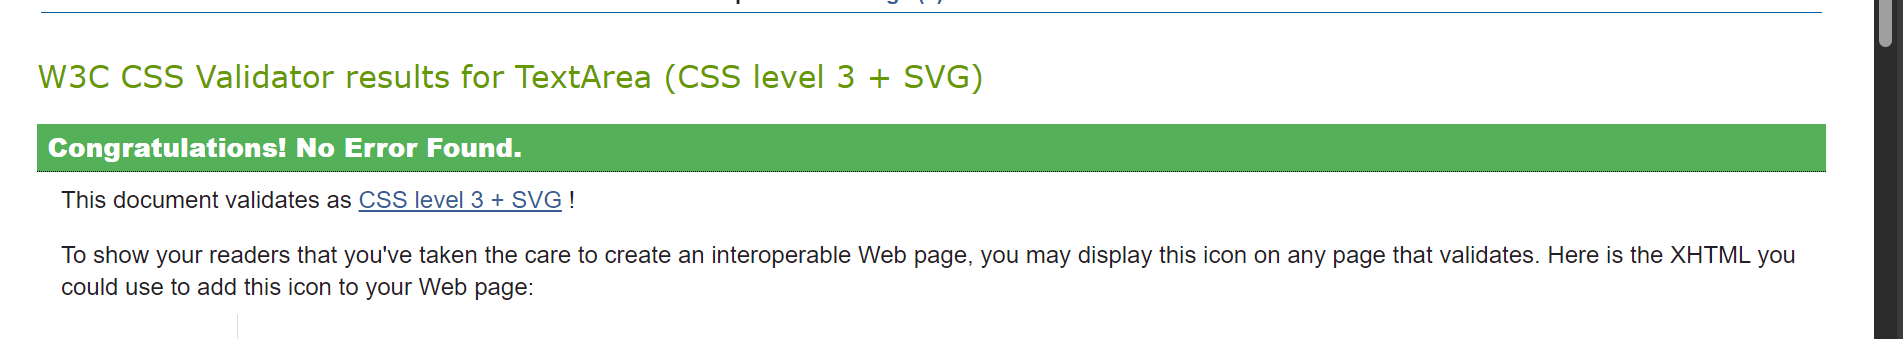 W3C CSS Validator results for TextArea (CSS level 3 + SVG)
Congratulations! No Error Found.
This document validates as CSS level 3 + SVG !
To show your readers that you've taken the care to create an interoperable Web page, you may display this icon on any page that validates. Here is the XHTML you
could use to add this icon to your Web page: